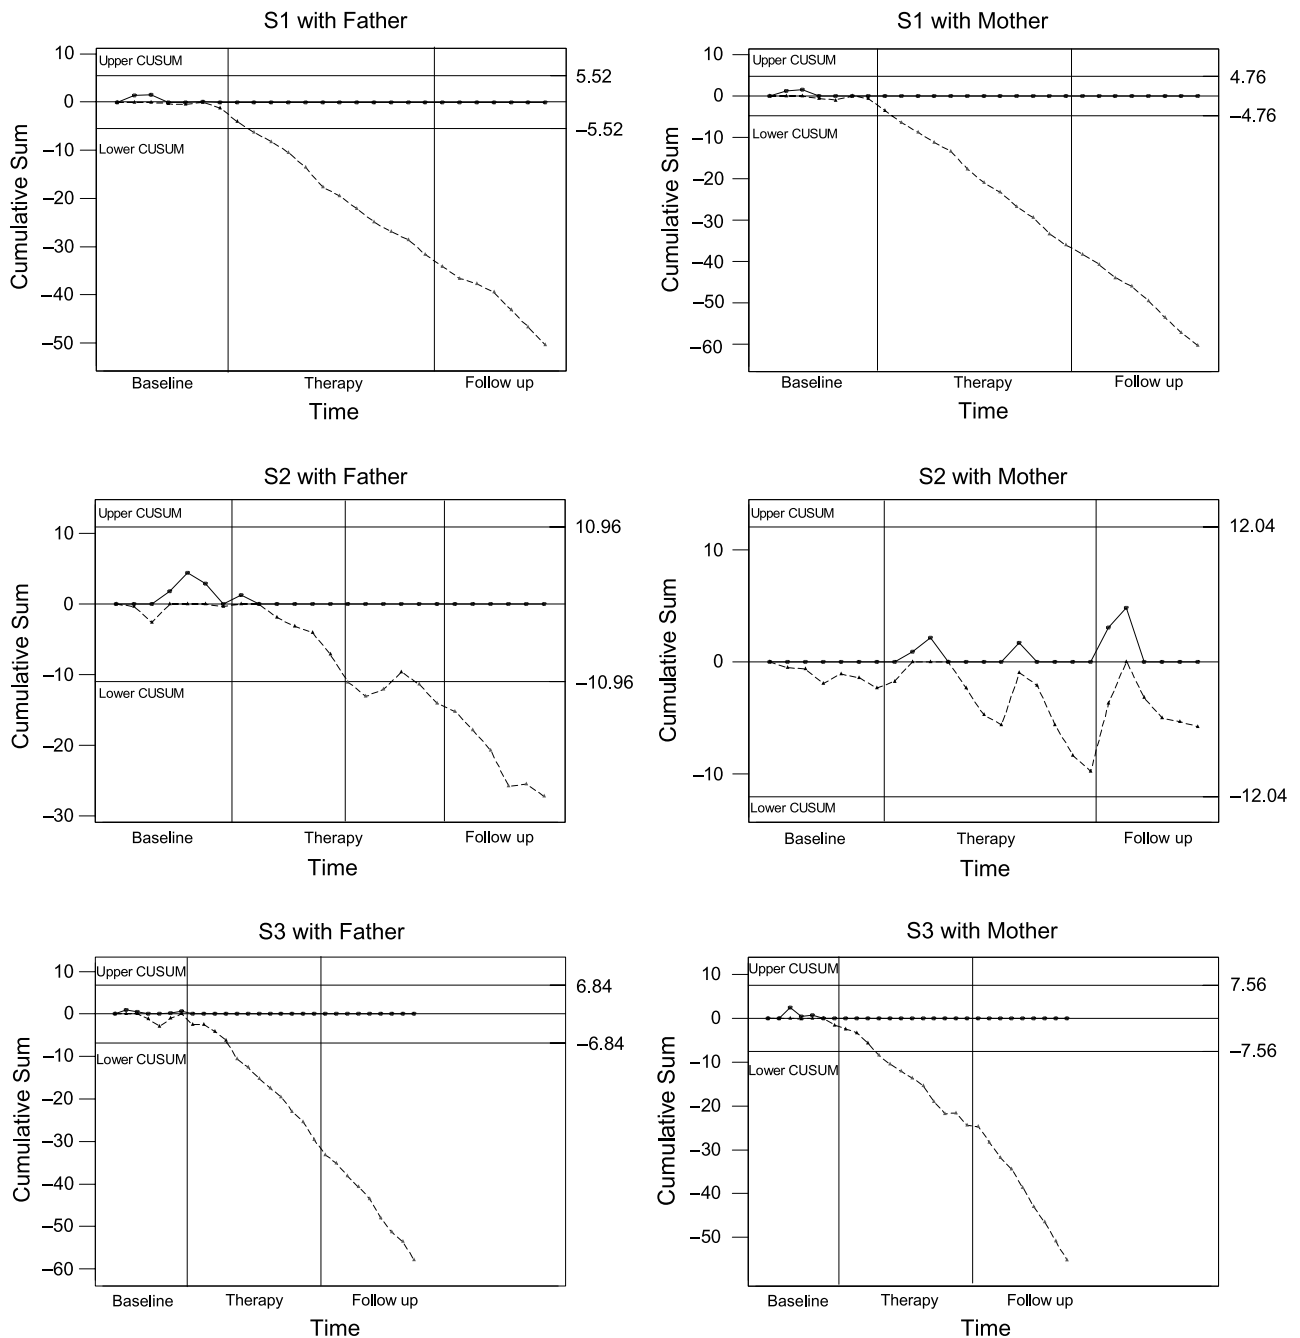 S1 with Father
10
0
–10
–20
–30
–40
–50
Cumulative Sum
Upper CUSUM
Lower CUSUM
5.52
–5.52
Baseline
Therapy
Follow up
Time
S1 with Mother
10
0
–10
–20
–30
–40
–50
–60
Cumulative Sum
Upper CUSUM
Lower CUSUM
4.76
–4.76
Baseline
Therapy
Follow up
Time
S2 with Father
10
0
–10
–20
–30
Cumulative Sum
Upper CUSUM
Lower CUSUM
10.96
–10.96
Baseline
Therapy
Follow up
Time
S2 with Mother
10
0
–10
Cumulative Sum
Upper CUSUM
Lower CUSUM
12.04
–12.04
Baseline
Therapy
Follow up
Time
S3 with Father
10
0
–10
–20
–30
–40
–50
–60
Cumulative Sum
Upper CUSUM
Lower CUSUM
6.84
–6.84
Baseline
Therapy
Follow up
Time
S3 with Mother
10
0
–10
–20
–30
–40
–50
Cumulative Sum
Upper CUSUM
Lower CUSUM
7.56
–7.56
Baseline
Therapy
Follow up
Time